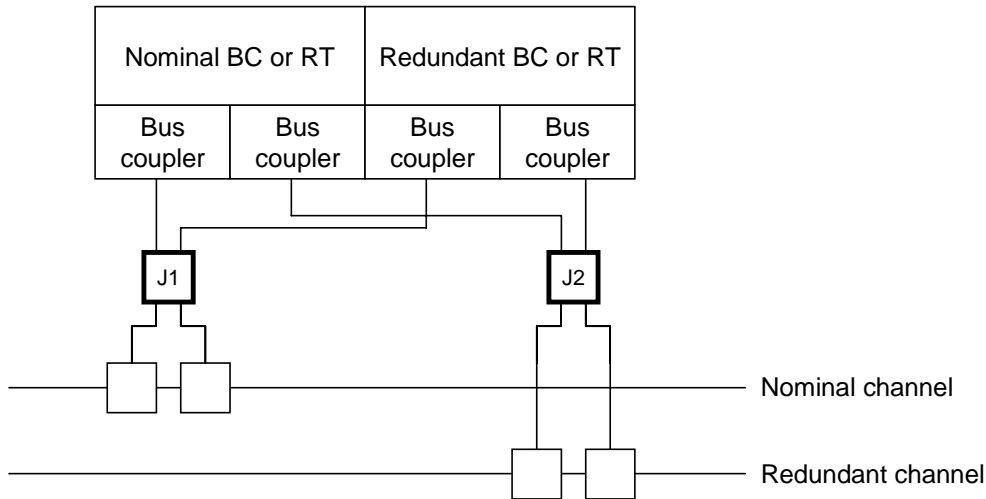 Nominal BC or RT
Redundant BC or RT
Bus
coupler
Bus
coupler
Bus
coupler
Bus
coupler
J1
J2
Nominal channel
Redundant channel